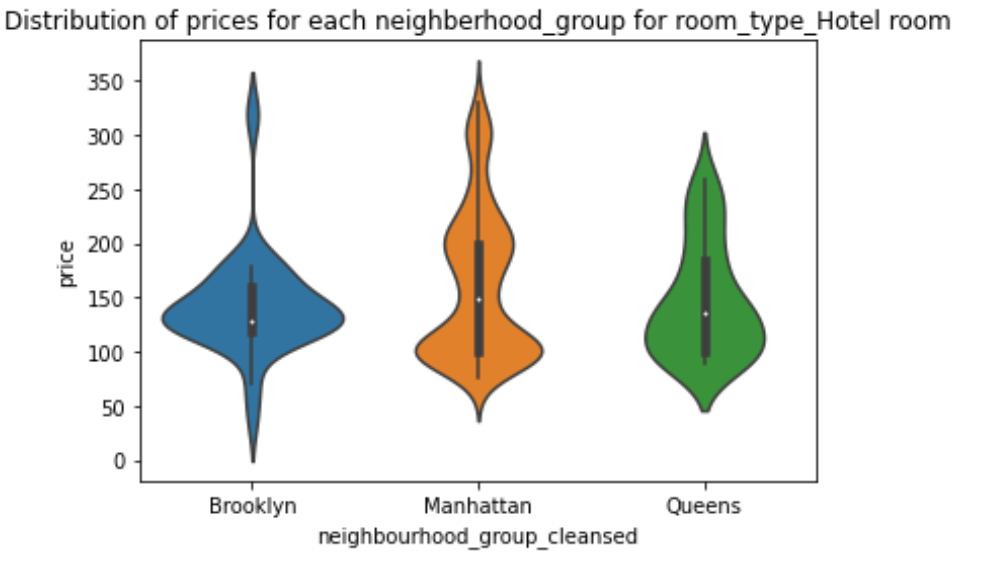 Distribution of prices for each neighberhood_group for room_type_Hotel room
350
300
250
200
150
100
50
0
price
Brooklyn Manhattan Queens
neighbourhood_group_cleansed